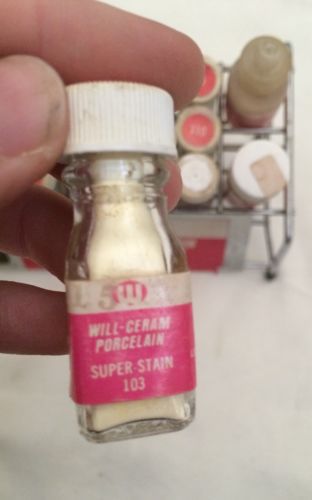 W
WILL-CERAM
PORCELAIN
SUPER-STAIN
103